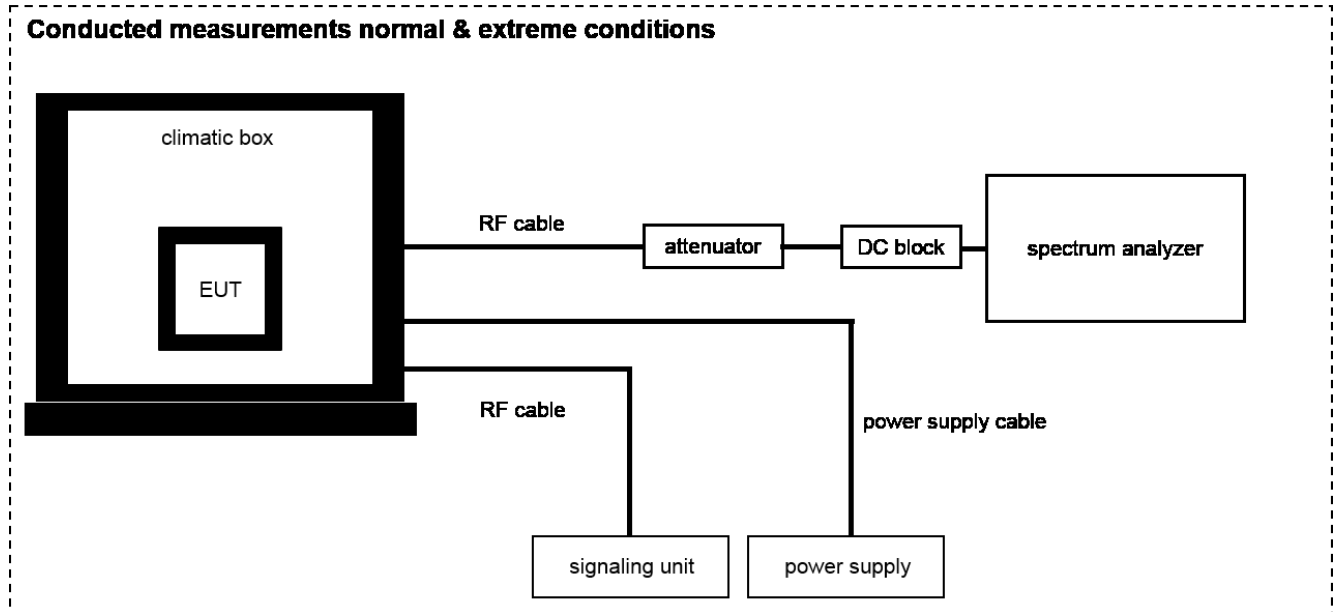 Conducted measurements normal & extreme conditions
climatic box
RF cable
attenuator
DC block
spectrum analyzer
EUT
RF cable
power supply cable
signaling unit
power supply